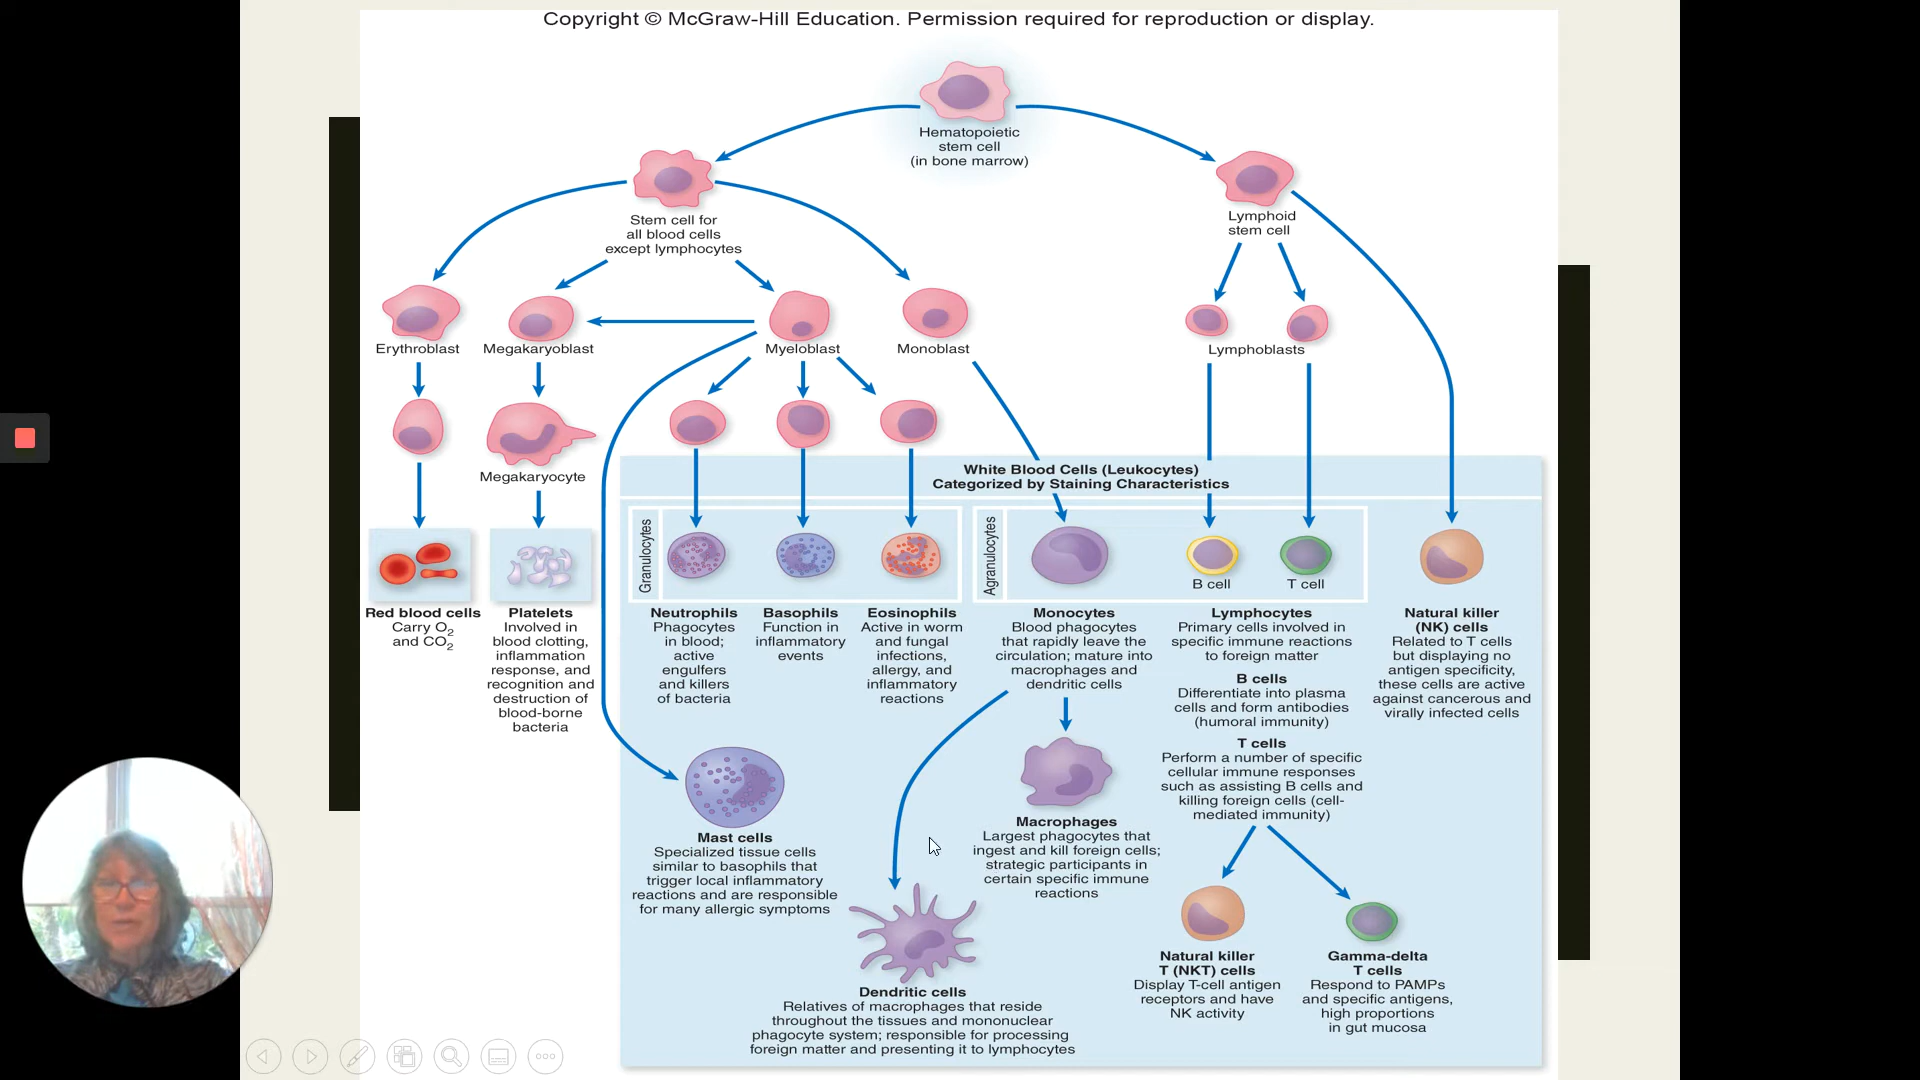 Copyright © McGraw-Hill Education. Permission required for reproduction or display.
Hematopoietic
stem cell
(in bone marrow)
Stem cell for
all blood cells
except lymphocytes
Lymphoid
stem cell
Erythroblast
Megakaryoblast
Myeloblast
Monoblast
Lymphoblasts
Megakaryocyte
White Blood Cells (Leukocytes)
Categorized by Staining Characteristics
Granulocytes
Agranulocytes
B cell
T cell
Red blood cells
Carry O2
and CO2
Platelets
Involved in
blood clotting,
inflammation
response, and
recognition and
destruction of
blood-borne
bacteria
Neutrophils
Phagocytes
in blood;
active
engulfers
and killers
of bacteria
Basophils
Function in
inflammatory
events
Eosinophils
Active in worm
and fungal
infections,
allergy, and
inflammatory
reactions
Monocytes
Blood phagocytes
that rapidly leave the
circulation; mature into
macrophages and
dendritic cells
Lymphocytes
Primary cells involved in
specific immune reactions
to foreign matter
B cells
Differentiate into plasma
cells and form antibodies
(humoral immunity)
T cells
Perform a number of specific
cellular immune responses
such as assisting B cells and
killing foreign cells (cell-
mediated immunity)
Natural killer
(NK) cells
Related to T cells
but displaying no
antigen specificity,
these cells are active
against cancerous and
virally infected cells
Mast cells
Specialized tissue cells
similar to basophils that
trigger local inflammatory
reactions and are responsible
for many allergic symptoms
Macrophages
Largest phagocytes that
ingest and kill foreign cells;
strategic participants in
certain specific immune
reactions
Dendritic cells
Relatives of macrophages that reside
throughout the tissues and mononuclear
phagocyte system; responsible for processing
foreign matter and presenting it to lymphocytes
Natural killer
T (NKT) cells
Display T-cell antigen
receptors and have
NK activity
Gamma-delta
T cells
Respond to PAMPs
and specific antigens,
high proportions
in gut mucosa